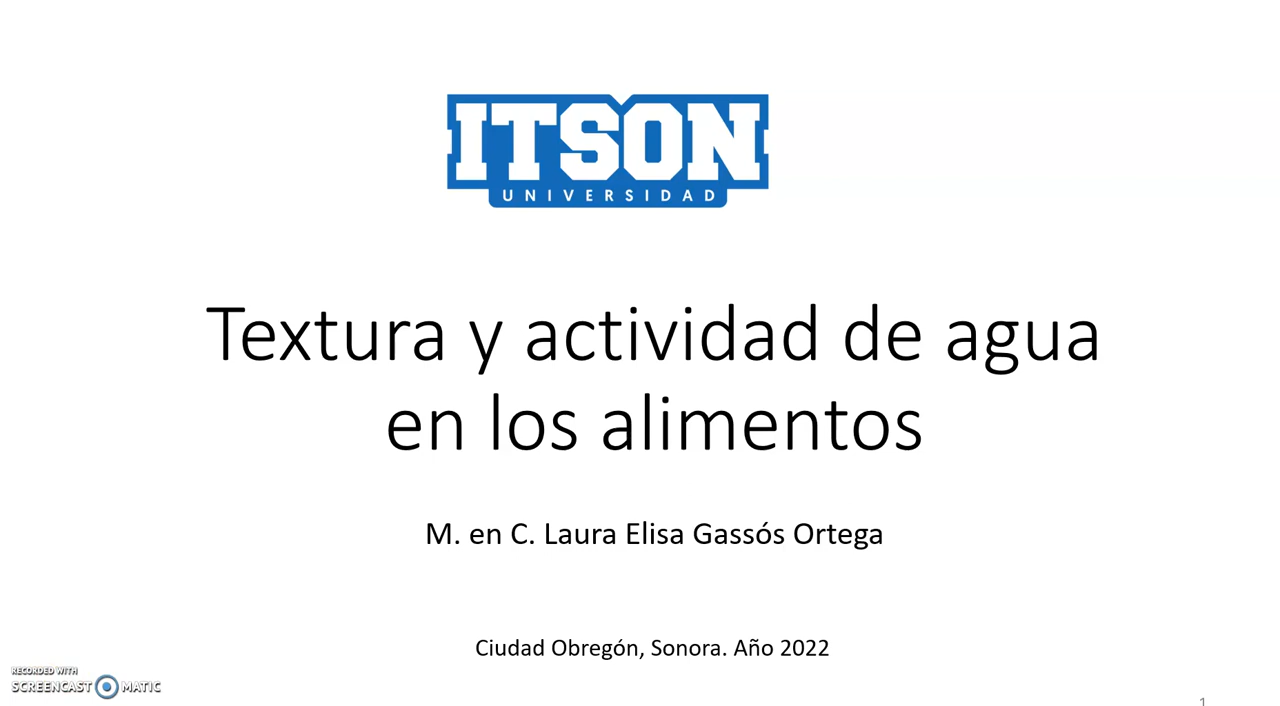 ITSON
UNIVERSIDAD
Textura y actividad de agua
en los alimentos
M. en C. Laura Elisa Gassós Ortega
Ciudad Obregón, Sonora. Año 2022
RECORDED WITH
SCREENCAST MATIC
1